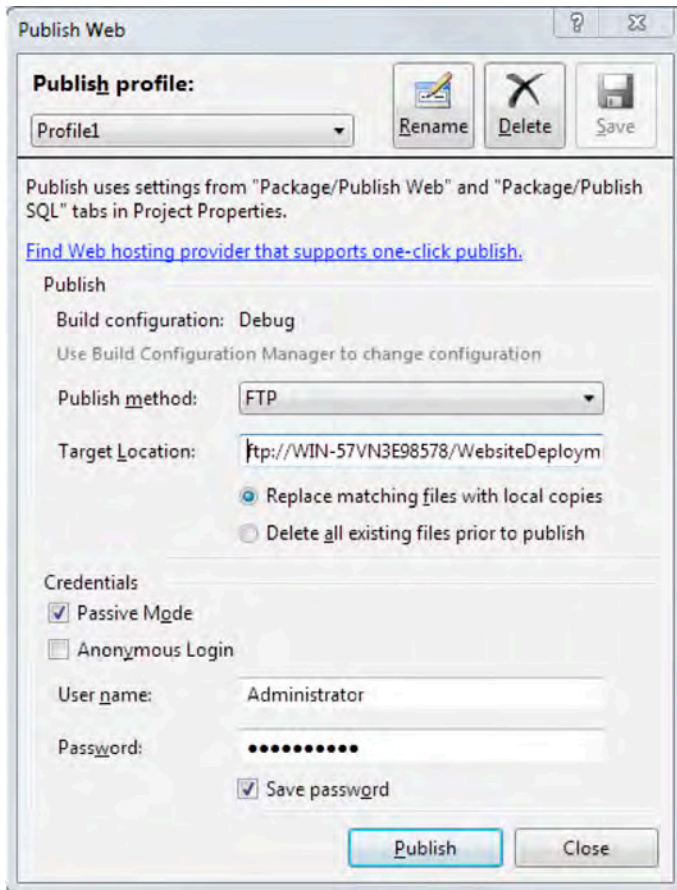 Publish Web
Publish profile:
Profile1
Rename
Delete
Save
Publish uses settings from "Package/Publish Web" and "Package/Publish
SQL" tabs in Project Properties.
Find Web hosting provider that supports one-click publish.
Publish
Build configuration: Debug
Use Build Configuration Manager to change configuration
Publish method: FTP
Target Location: ftp://WIN-57VN3E98578/WebsiteDeploym
Replace matching files with local copies
Delete all existing files prior to publish
Credentials
Passive Mode
Anonymous Login
User name: Administrator
Password: ●●●●●●●●●●
Save password
Publish
Close